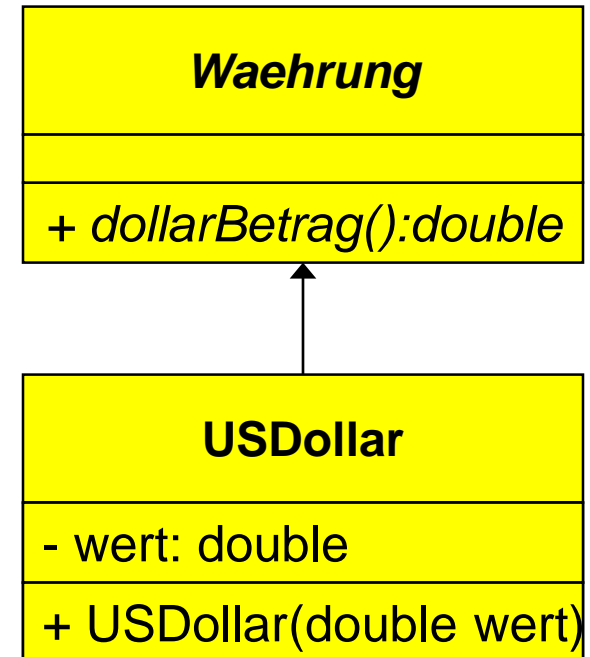 Waehrung
+ dollarBetrag():double
USDollar
- wert: double
+ USDollar(double wert)